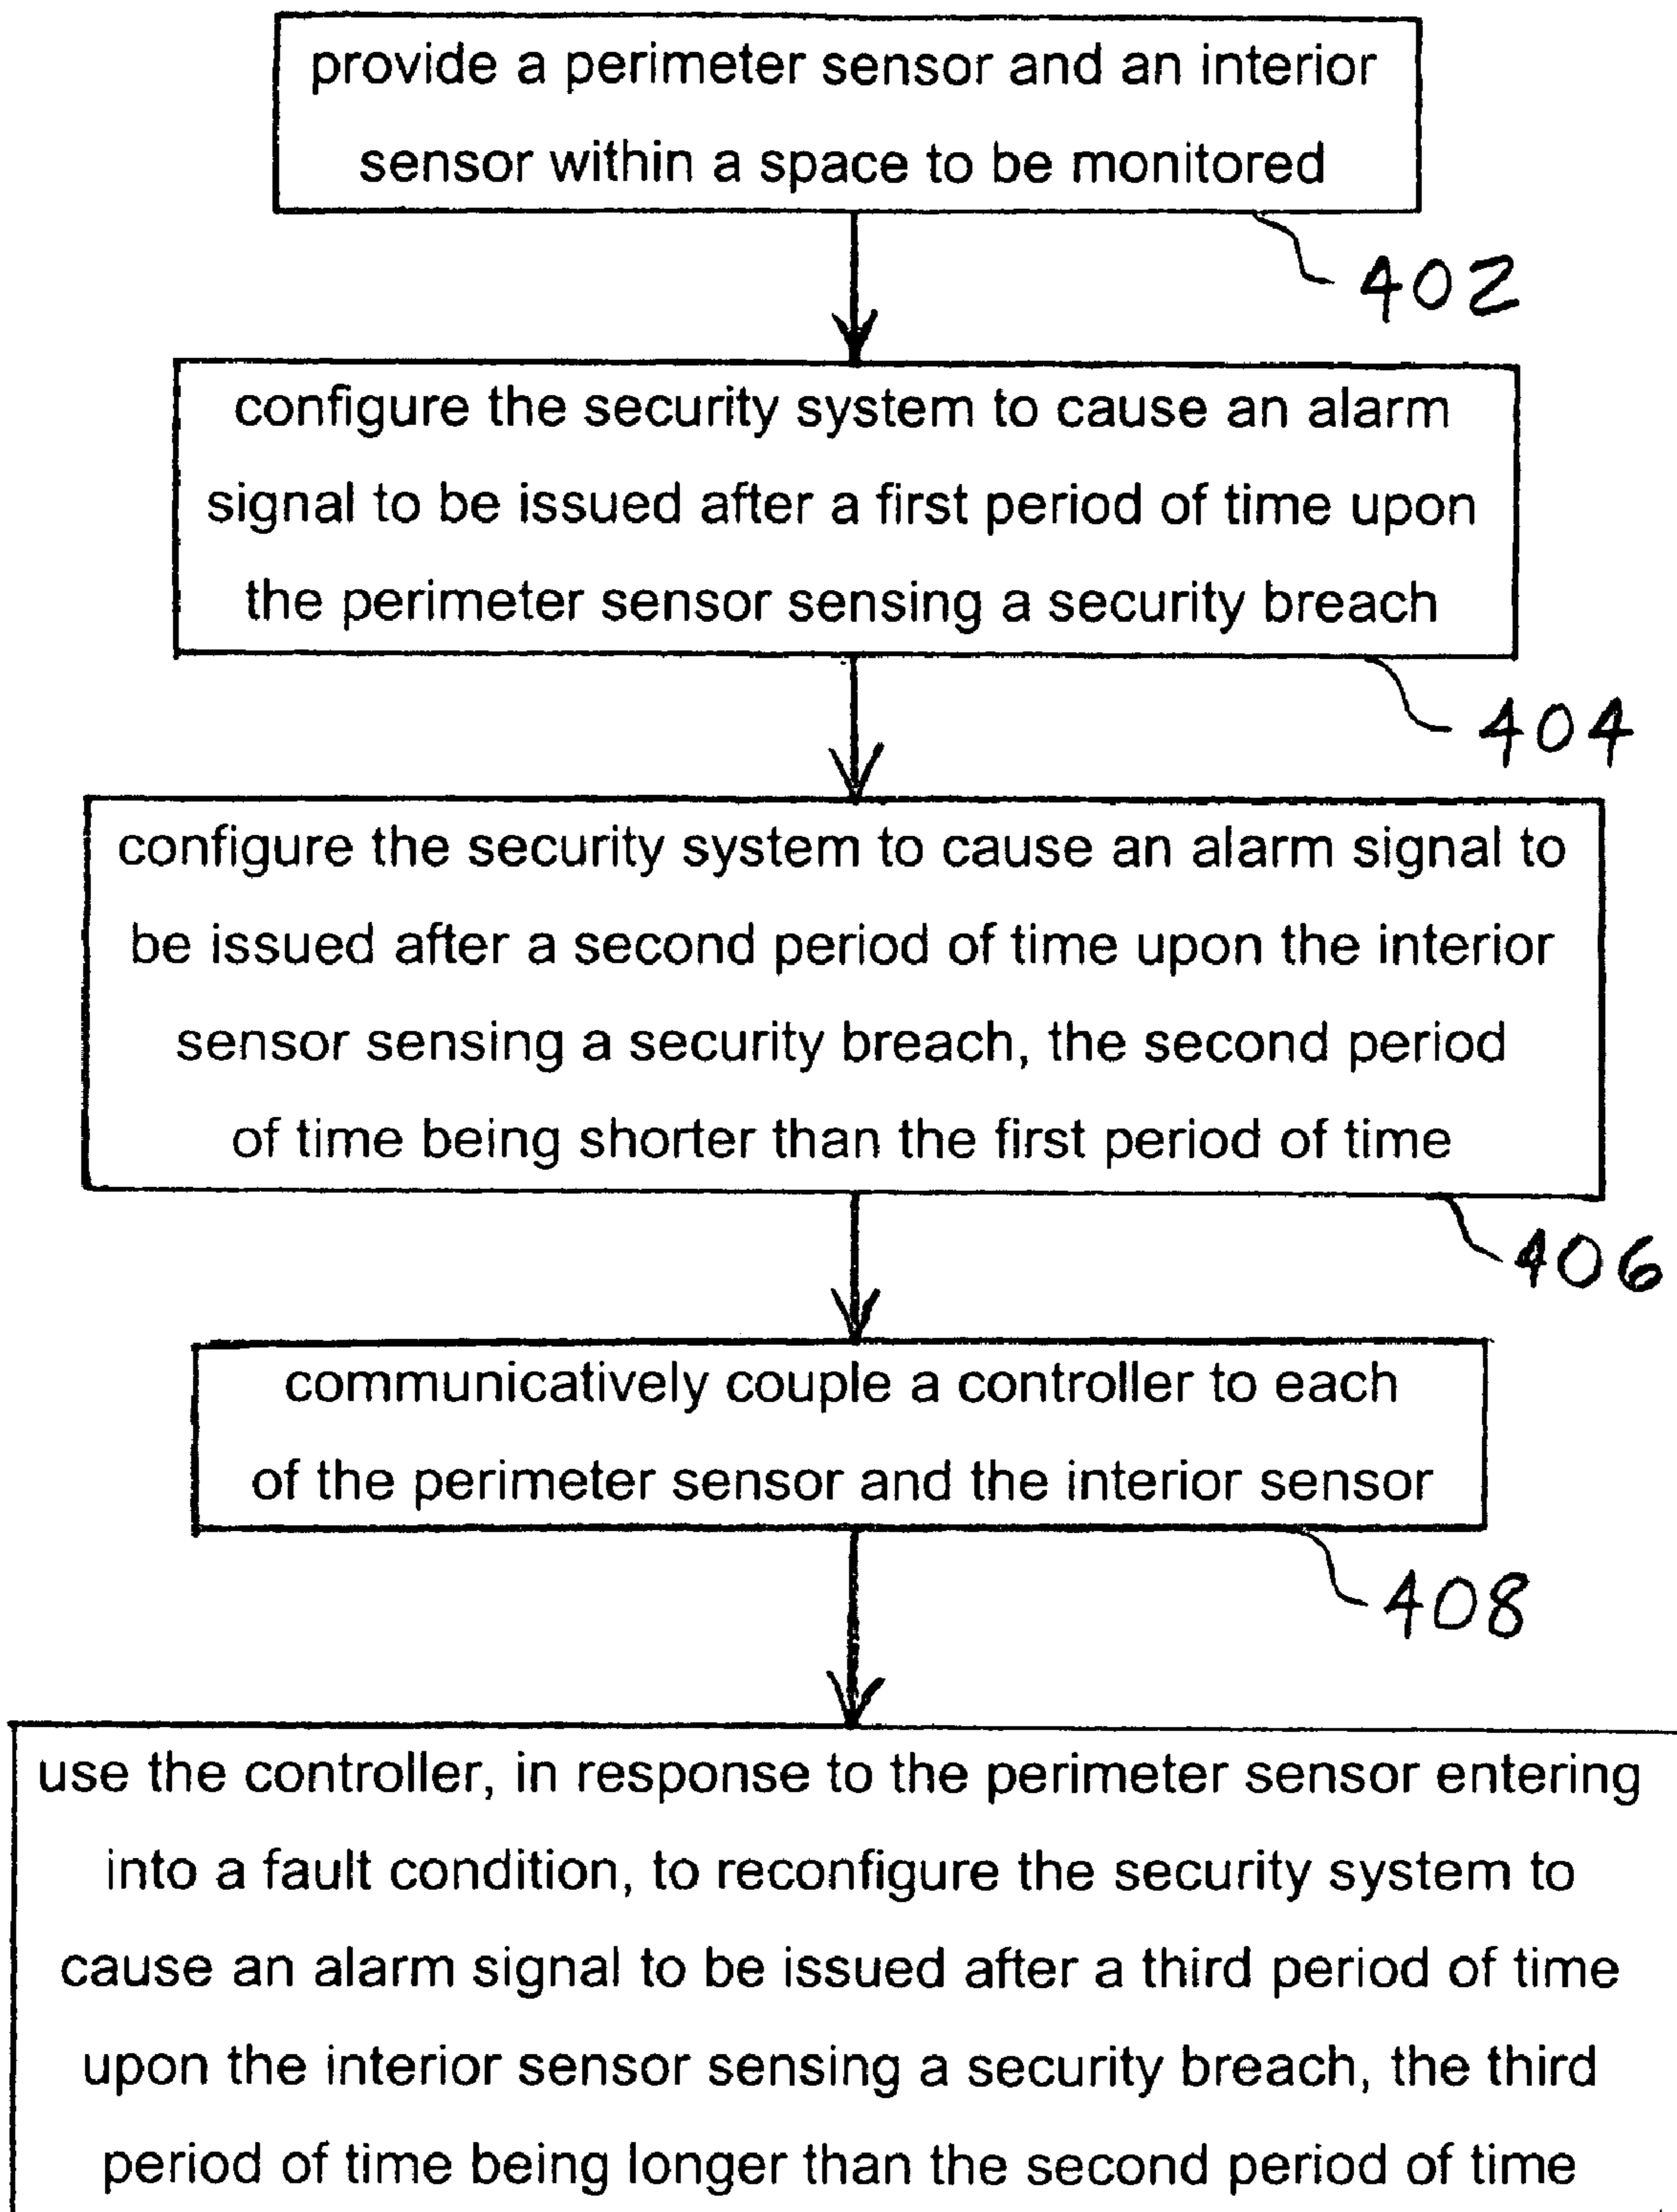 provide a perimeter sensor and an interior
sensor within a space to be monitored
402
configure the security system to cause an alarm
signal to be issued after a first period of time upon
the perimeter sensor sensing a security breach
404
configure the security system to cause an alarm signal to
be issued after a second period of time upon the interior
sensor sensing a security breach, the second period
of time being shorter than the first period of time
406
communicatively couple a controller to each
of the perimeter sensor and the interior sensor
408
use the controller, in response to the perimeter sensor entering
into a fault condition, to reconfigure the security system to
cause an alarm signal to be issued after a third period of time
upon the interior sensor sensing a security breach, the third
period of time being longer than the second period of time